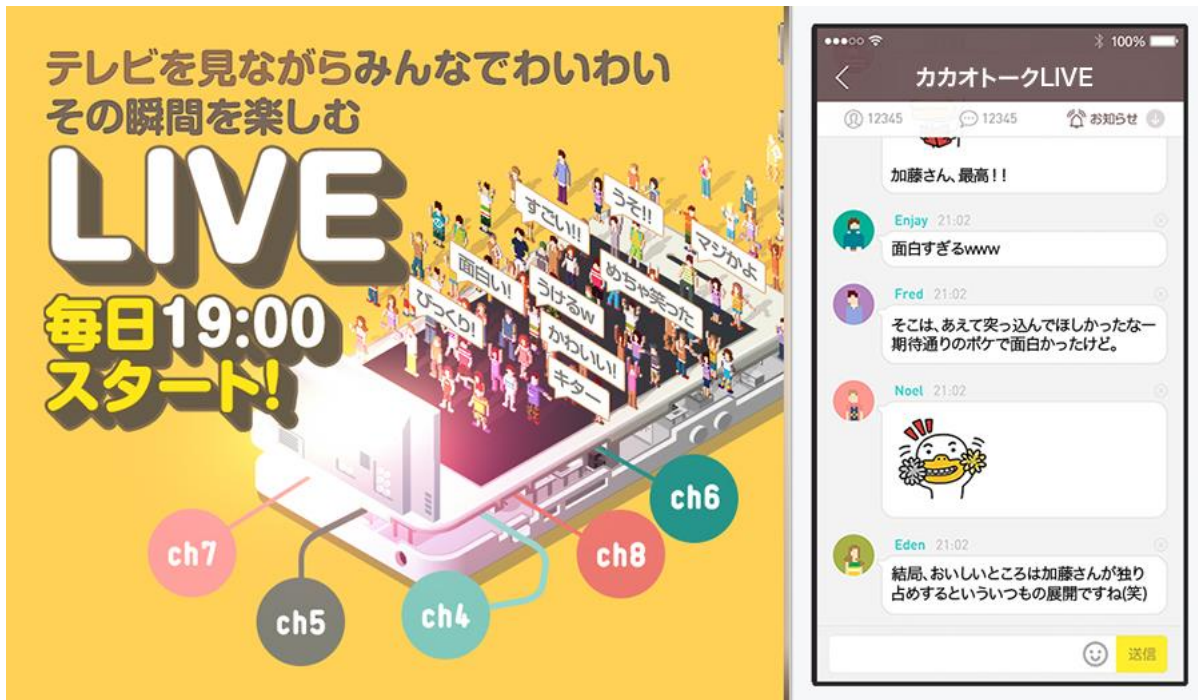 テレビを見ながらみんなでわいわい
その瞬間を楽しむ
LIVE
毎日19:00
スタート!
うそ!!
すごい!!
マジかよ
面白い!
めちゃ笑った
うけるw
びっくり!
かわいい!
キター
ch6
ch7
ch8
ch5
ch4
100%
カカオトークLIVE
12345
12345
お知らせ
加藤さん、最高!!
Enjay 21:02
面白すぎるwww
Fred 21:02
そこは、あえて突っ込んでほしかったなー
期待通りのボケで面白かったけど。
Noel 21:02
Eden 21:02
結局、おいしいところは加藤さんが独り
占めするといういつもの展開ですね(笑)
送信